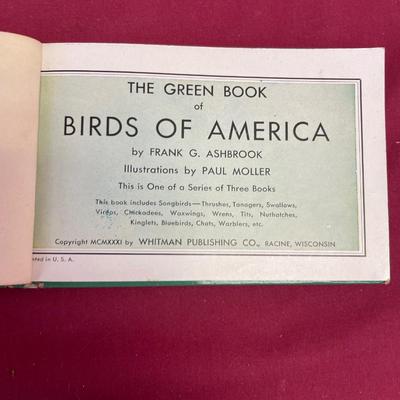 THE GREEN BOOK
of
BIRDS OF AMERICA
by FRANK G. ASHBROOK
Illustrations by PAUL MOLLER
This is One of a Series of Three Books
This book includes Songbirds—Thrushes, Tanagers, Swallows,
Vireos, Chickadees, Waxwings, Wrens, Tits, Nuthatches,
Kinglets, Bluebirds, Chats, Warblers, etc.
Copyright MCMXXXI by WHITMAN PUBLISHING CO., RACINE, WISCONSIN
nted in U. S. A.